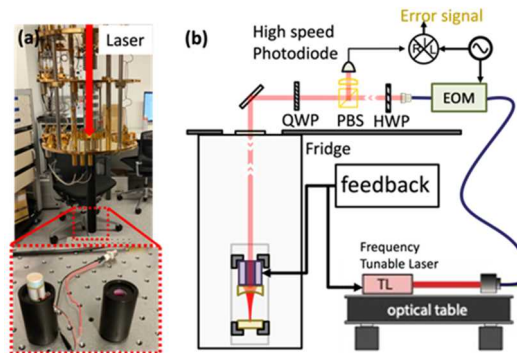 (a)
Laser
(b)
High speed
Photodiode
Error signal
R L
EOM
QWP
PBS
HWP
Fridge
feedback
Frequency
Tunable Laser
TL
optical table